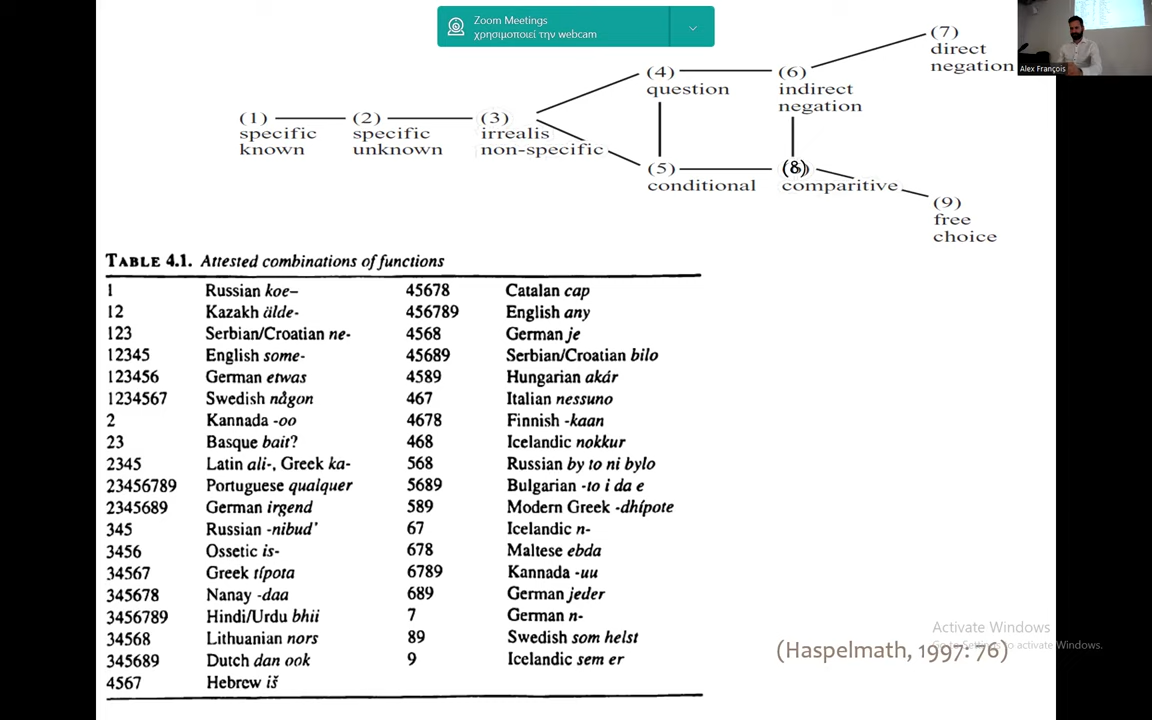 Zoom Meetings
χρησιμοποιεί την webcam
Alex François
(1)
specific
known
(2)
specific
unknown
(3)
irrealis
non-specific
(4)
question
(5)
conditional
(6)
indirect
negation
(7)
direct
negation
(8)
comparitive
(9)
free
choice
TABLE 4.1. Attested combinations of functions
1 Russian koe– 45678 Catalan cap
12 Kazakh älde- 456789 English any
123 Serbian/Croatian ne- 4568 German je
12345 English some- 45689 Serbian/Croatian bilo
123456 German etwas 4589 Hungarian akár
1234567 Swedish någon 467 Italian nessuno
2 Kannada -oo 4678 Finnish -kaan
23 Basque bait? 468 Icelandic nokkur
2345 Latin ali-, Greek ka- 568 Russian by to ni bylo
23456789 Portuguese qualquer 5689 Bulgarian -to i da e
2345689 German irgend 589 Modern Greek -dhípote
345 Russian -nibud' 67 Icelandic n-
3456 Ossetic is- 678 Maltese ebda
34567 Greek típota 6789 Kannada -uu
345678 Nanay -daa 689 German jeder
3456789 Hindi/Urdu bhii 7 German n-
34568 Lithuanian nors 89 Swedish som helst
345689 Dutch dan ook 9 Icelandic sem er
4567 Hebrew iš
(Haspelmath, 1997: 76)
Activate Windows
to activate Windows.